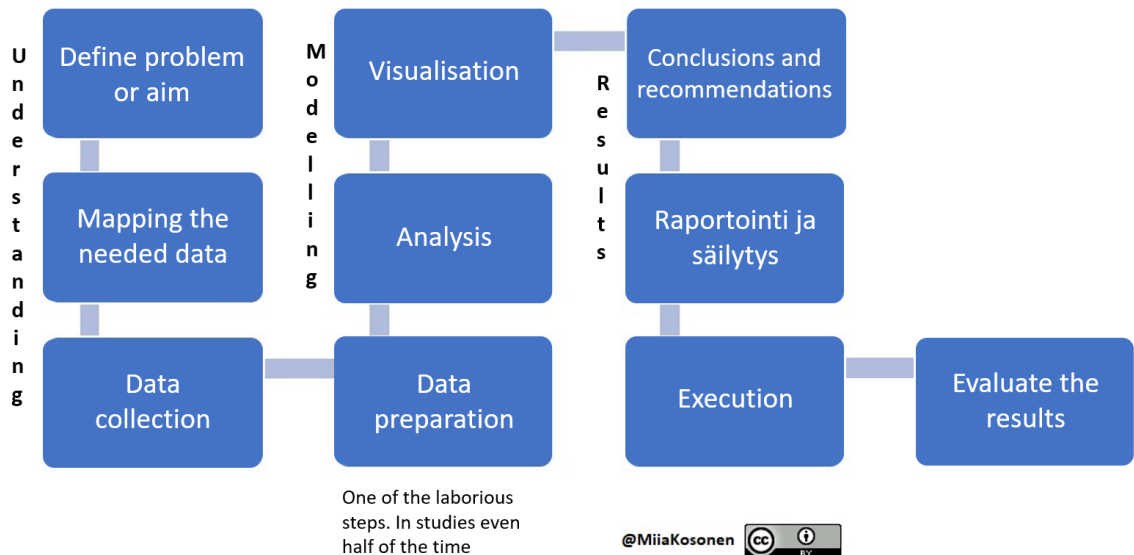 Understanding
Define problem
or aim
Mapping the
needed data
Data
collection
Modelling
Data
preparation
One of the laborious
steps. In studies even
half of the time
Analysis
Visualisation
Results
Conclusions and
recommendations
Raportointi ja
säilytys
Execution
Evaluate the
results
@MiiaKosonen
cc
BY